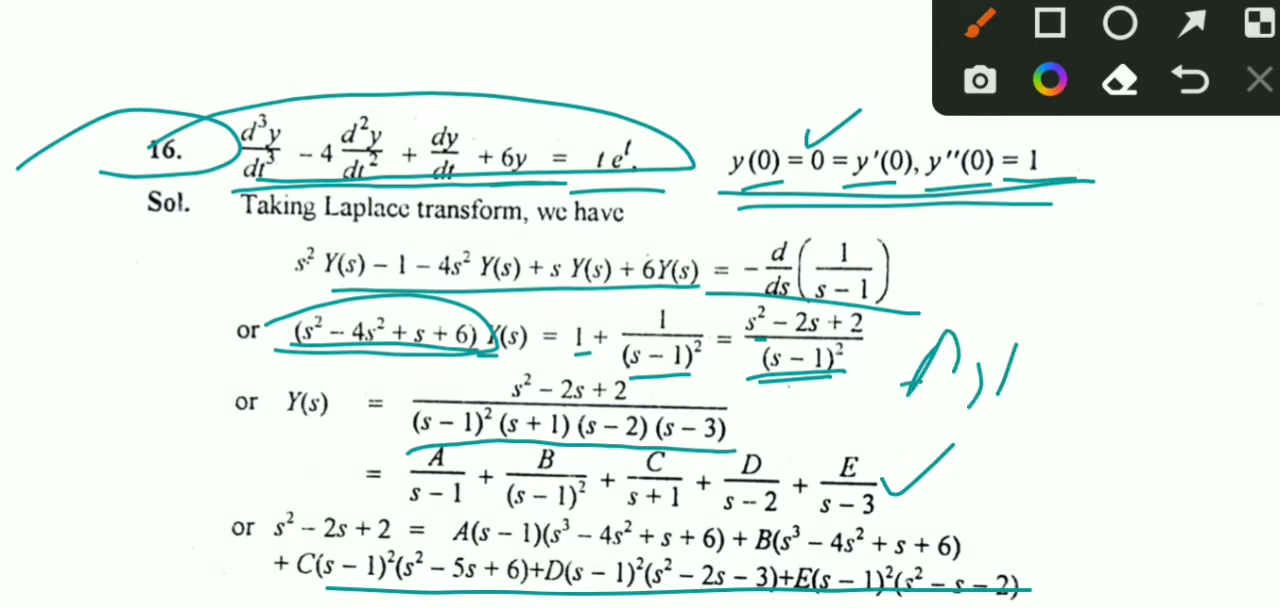 16. d³y/dt³ − 4 d²y/dt² + dy/dt + 6y = t eᵗ. y(0) = 0 = y′(0), y″(0) = 1
Sol. Taking Laplace transform, we have
s² Y(s) − 1 − 4s² Y(s) + s Y(s) + 6Y(s) = − d/ds (1/(s − 1))
or (s² − 4s² + s + 6) Y(s) = 1 + 1/(s − 1)² = (s² − 2s + 2)/(s − 1)²
or Y(s) = (s² − 2s + 2)/((s − 1)² (s + 1) (s − 2) (s − 3))
= A/(s − 1) + B/(s − 1)² + C/(s + 1) + D/(s − 2) + E/(s − 3)
or s² − 2s + 2 = A(s − 1)(s³ − 4s² + s + 6) + B(s³ − 4s² + s + 6)
+ C(s − 1)²(s² − 5s + 6)+D(s − 1)²(s² − 2s − 3)+E(s − 1)²(s² − s − 2)